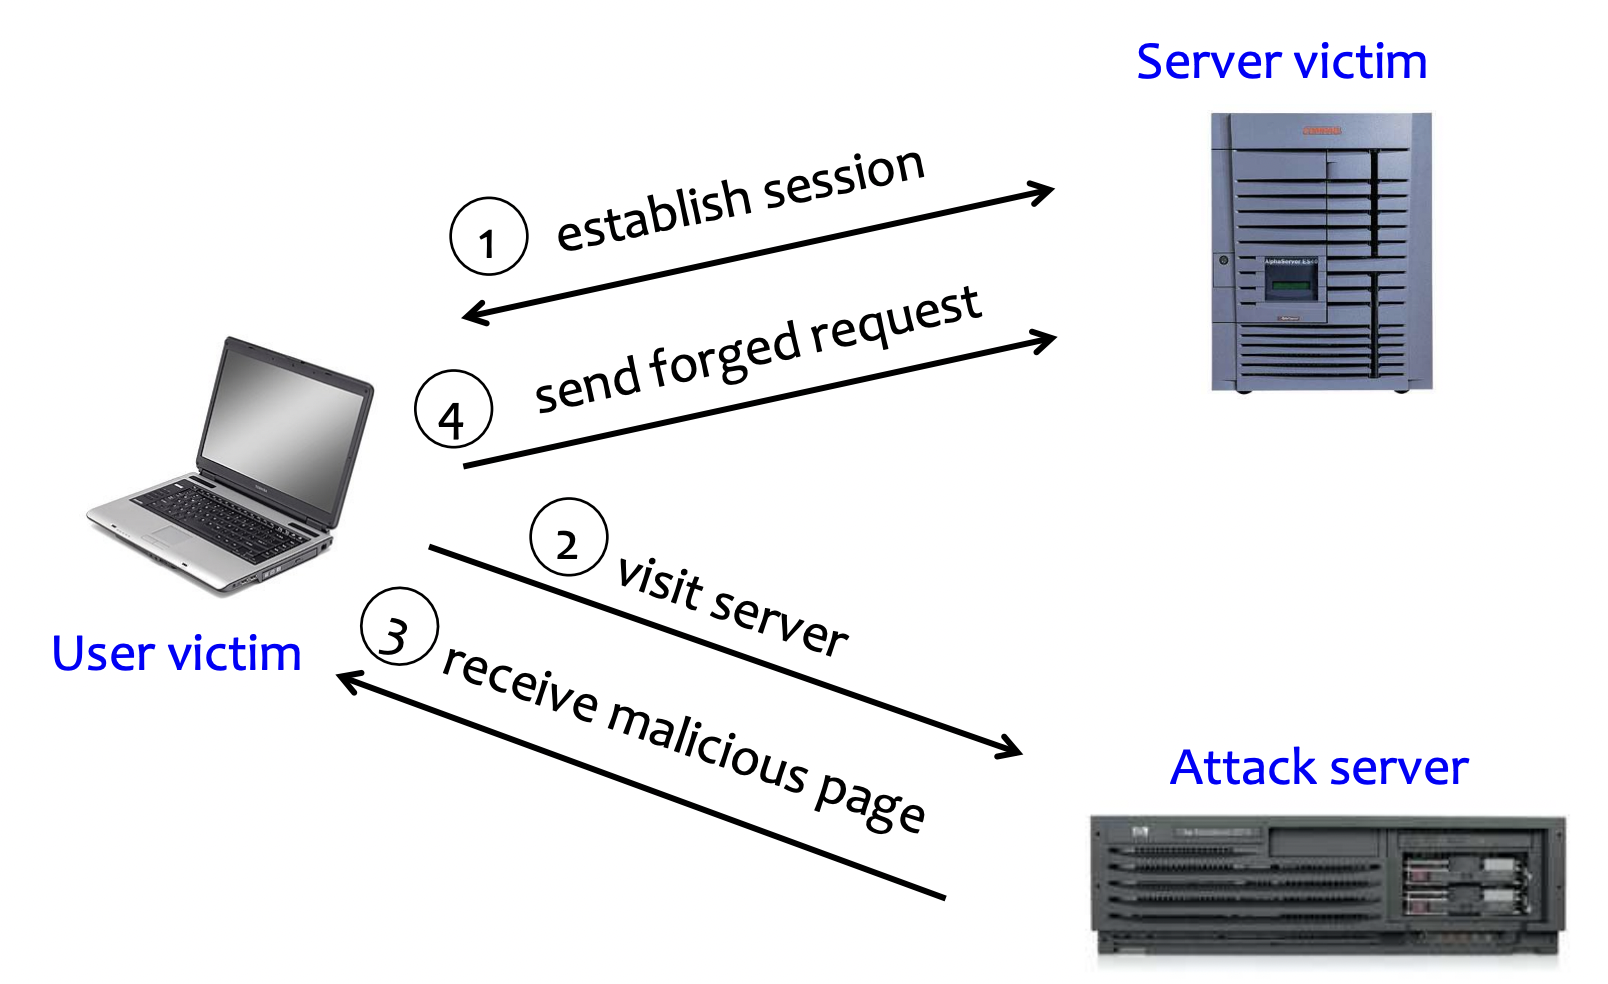 Server victim
1 establish session
4 send forged request
2 visit server
3 receive malicious page
User victim
Attack server